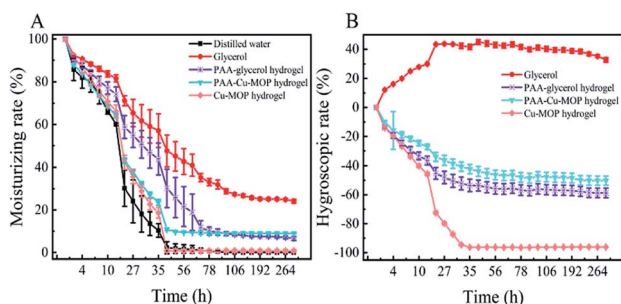 A
Moisturizing rate (%)
100
80
60
40
20
0
Distilled water
Glycerol
PAA-glycerol hydrogel
PAA-Cu-MOP hydrogel
Cu-MOP hydrogel
4 10 27 35 56 78 106 192 264
Time (h)
B
Hygroscopic rate (%)
40
20
0
-20
-40
-60
-80
-100
Glycerol
PAA-glycerol hydrogel
PAA-Cu-MOP hydrogel
Cu-MOP hydrogel
4 10 27 35 56 78 106 192 264
Time (h)